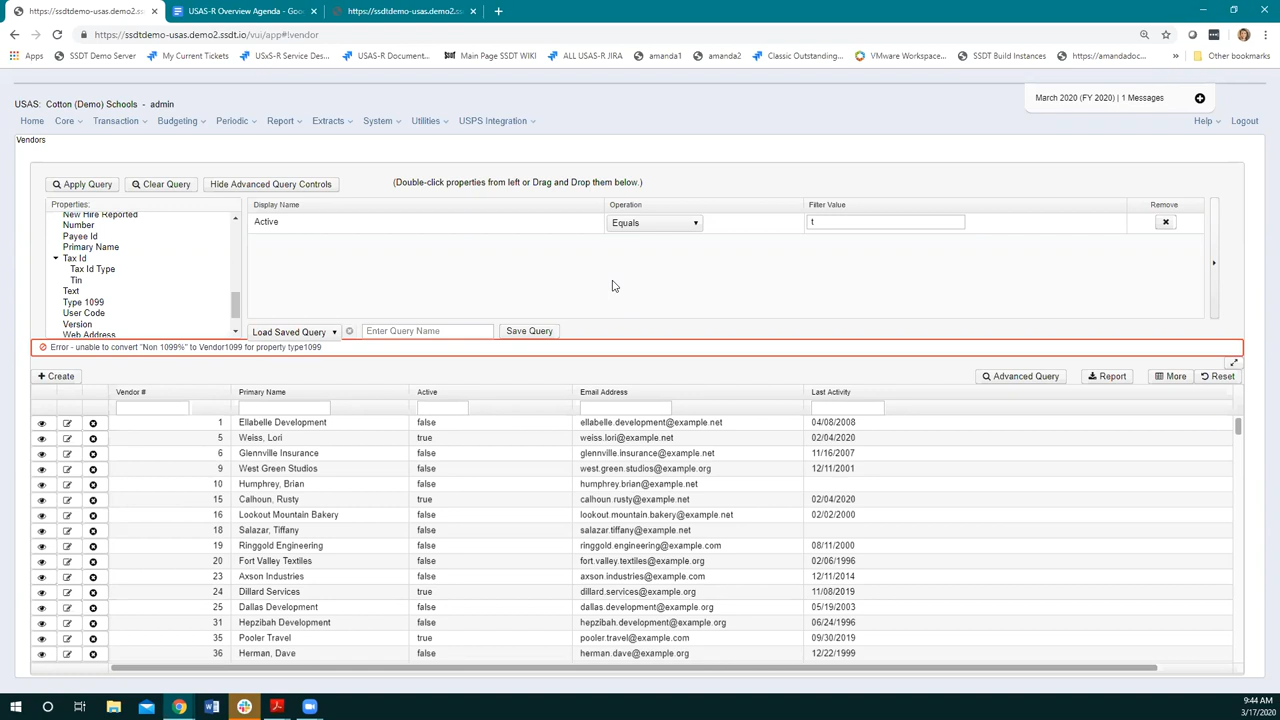 https://ssdtdemo-usas.demo2.ssdt.io
USAS-R Overview Agenda - Goo
https://ssdtdemo-usas.demo2.ssdt.io
https://ssdtdemo-usas.demo2.ssdt.io/vui/app#!vendor
Apps SSDT Demo Server My Current Tickets USxS-R Service Des... USAS-R Document... Main Page SSDT WIKI ALL USAS-R JIRA amanda1 amanda2 Classic Outstanding... VMware Workspace... SSDT Build Instances https://amandadoc... » Other bookmarks
March 2020 (FY 2020) | 1 Messages
USAS: Cotton (Demo) Schools - admin
Home Core Transaction Budgeting Periodic Report Extracts System Utilities USPS Integration Help Logout
Vendors
Apply Query Clear Query Hide Advanced Query Controls (Double-click properties from left or Drag and Drop them below.)
Properties: Display Name Operation Filter Value Remove
New Hire Reported
Active Equals t
Number
Payee Id
Primary Name
Tax Id
Tax Id Type
Tin
Text
Type 1099
User Code
Version
Web Address
Load Saved Query Enter Query Name Save Query
Error - unable to convert "Non 1099%" to Vendor1099 for property type1099
+ Create Advanced Query Report More Reset
Vendor # Primary Name Active Email Address Last Activity
1 Ellabelle Development false ellabelle.development@example.net 04/08/2008
5 Weiss, Lori true weiss.lori@example.net 02/04/2020
6 Glennville Insurance false glennville.insurance@example.net 11/16/2007
9 West Green Studios false west.green.studios@example.org 12/11/2001
10 Humphrey, Brian false humphrey.brian@example.net
15 Calhoun, Rusty true calhoun.rusty@example.net 02/04/2020
16 Lookout Mountain Bakery false lookout.mountain.bakery@example.net 02/02/2000
18 Salazar, Tiffany false salazar.tiffany@example.net
19 Ringgold Engineering false ringgold.engineering@example.com 08/11/2000
20 Fort Valley Textiles false fort.valley.textiles@example.org 02/06/1996
23 Axson Industries false axson.industries@example.com 12/11/2014
24 Dillard Services true dillard.services@example.org 11/08/2019
25 Dallas Development false dallas.development@example.org 05/19/2003
31 Hepzibah Development false hepzibah.development@example.org 06/24/1996
35 Pooler Travel true pooler.travel@example.com 09/30/2019
36 Herman, Dave false herman.dave@example.org 12/22/1999
9:44 AM
3/17/2020